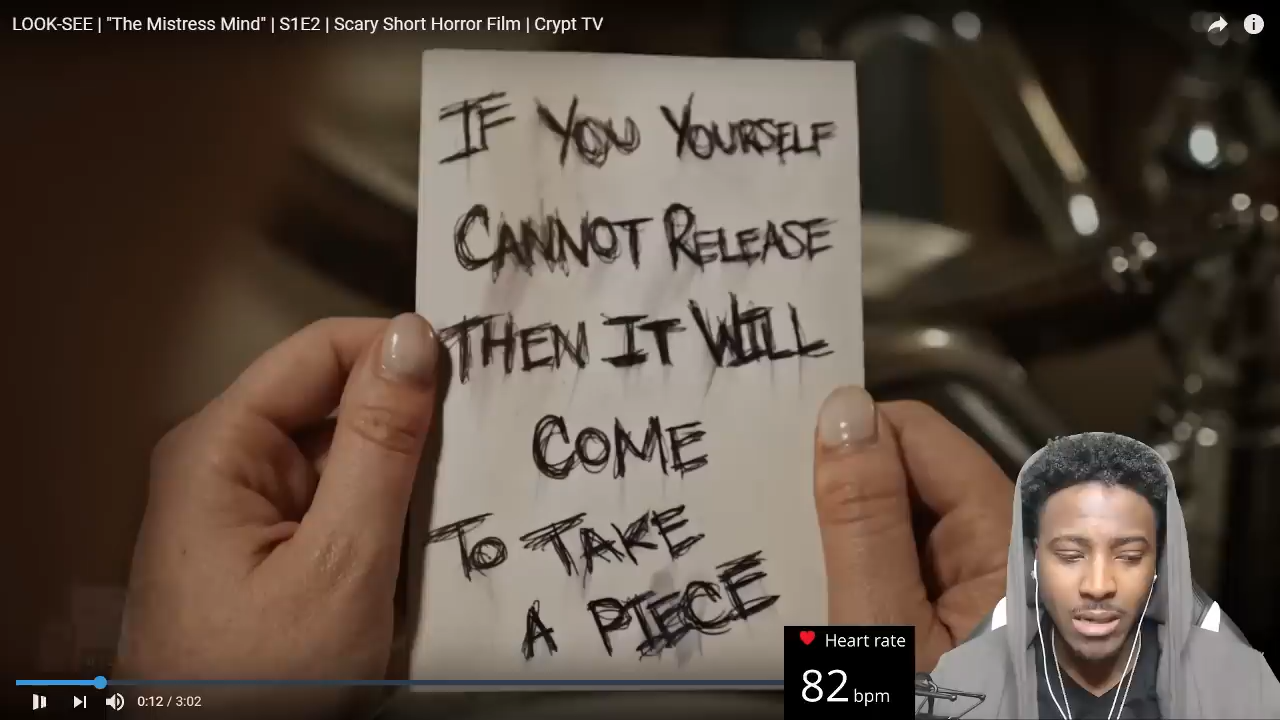 LOOK-SEE | "The Mistress Mind" | S1E2 | Scary Short Horror Film | Crypt TV
IF YOU YOURSELF
CANNOT RELEASE
THEN IT WILL
COME
TO TAKE
A PIECE
Heart rate
82 bpm
0:12 / 3:02